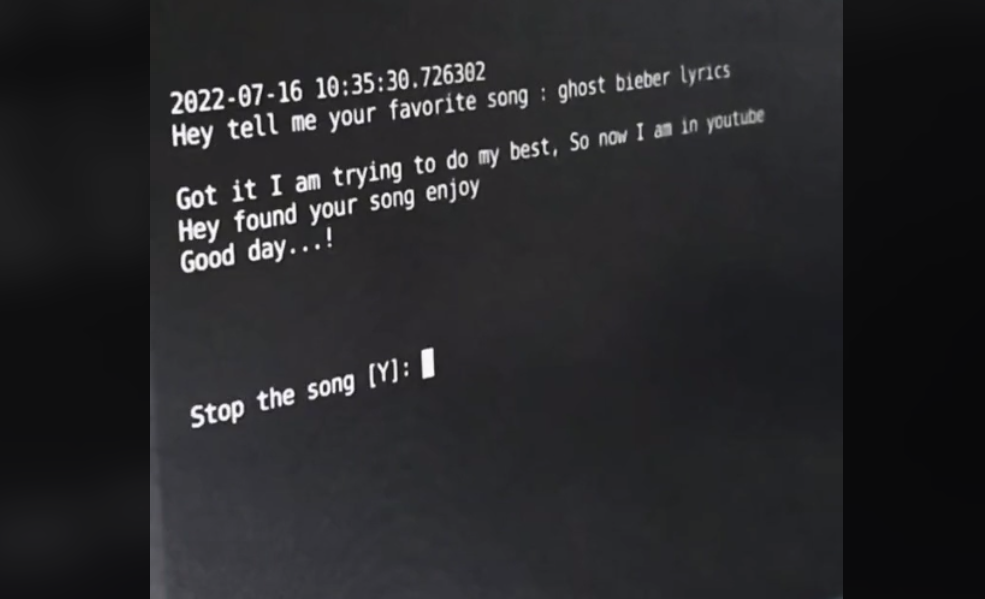 2022-07-16 10:35:30.726302
Hey tell me your favorite song : ghost bieber lyrics
Got it I am trying to do my best, So now I am in youtube
Hey found your song enjoy
Good day...!
Stop the song [Y]: